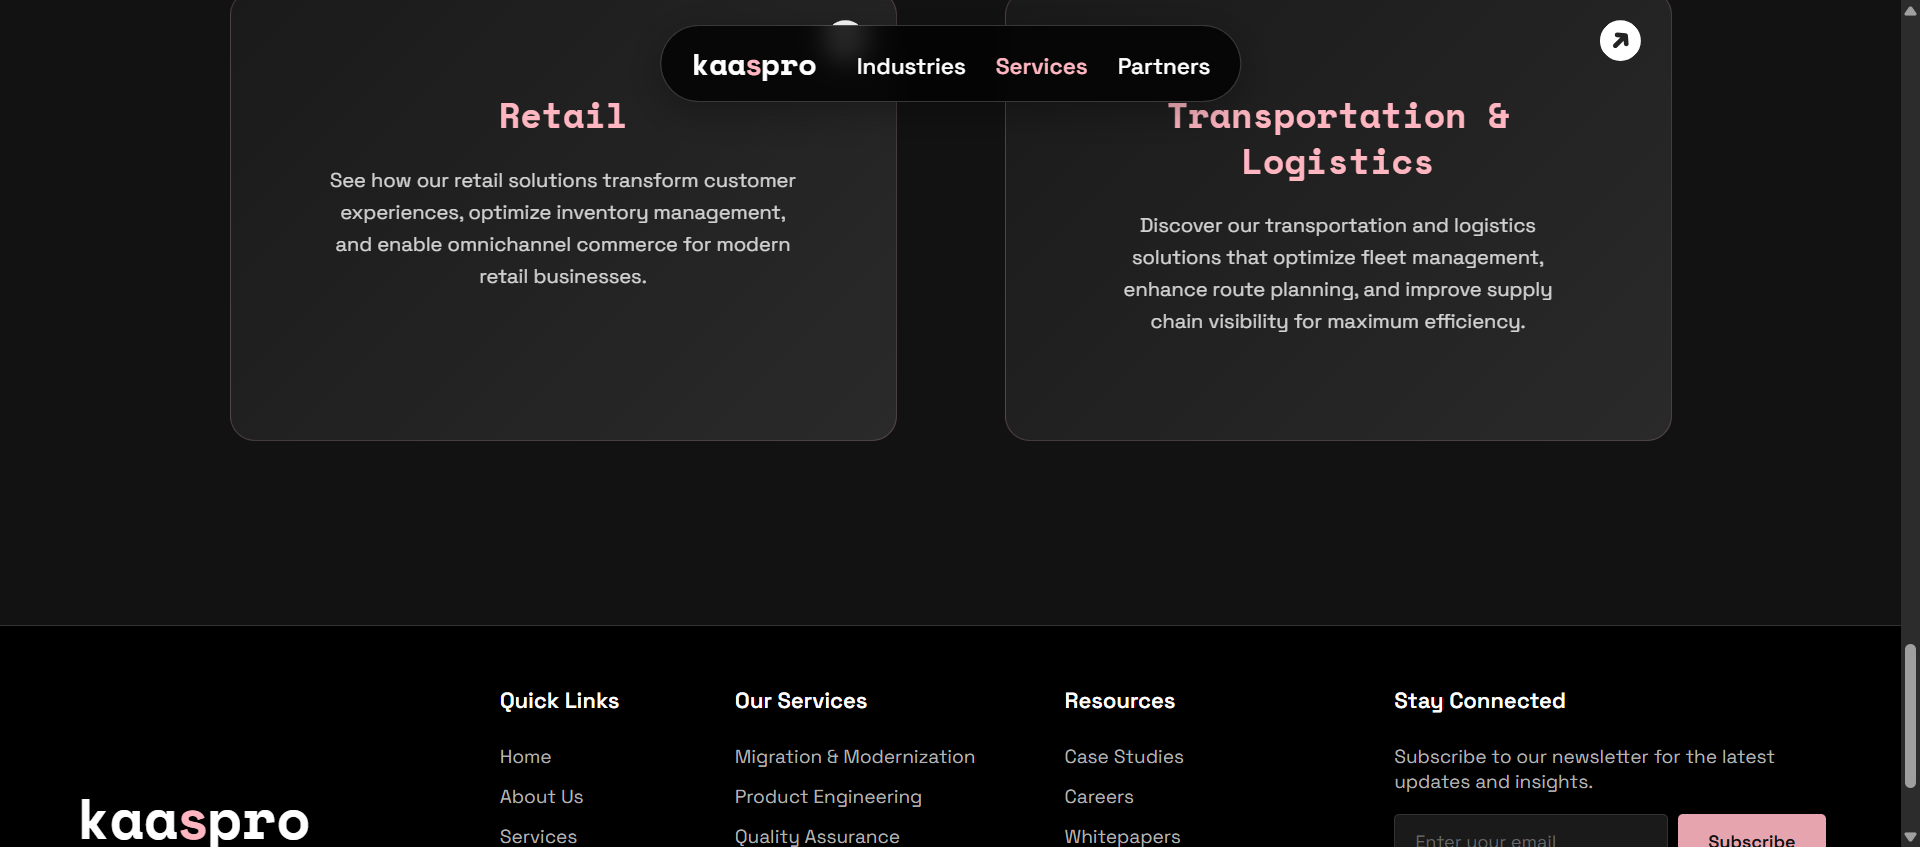 kaaspro Industries Services Partners
Retail
See how our retail solutions transform customer
experiences, optimize inventory management,
and enable omnichannel commerce for modern
retail businesses.
Transportation &
Logistics
Discover our transportation and logistics
solutions that optimize fleet management,
enhance route planning, and improve supply
chain visibility for maximum efficiency.
kaaspro
Quick Links
Home
About Us
Services
Our Services
Migration & Modernization
Product Engineering
Quality Assurance
Resources
Case Studies
Careers
Whitepapers
Stay Connected
Subscribe to our newsletter for the latest
updates and insights.
Enter your email
Subscribe